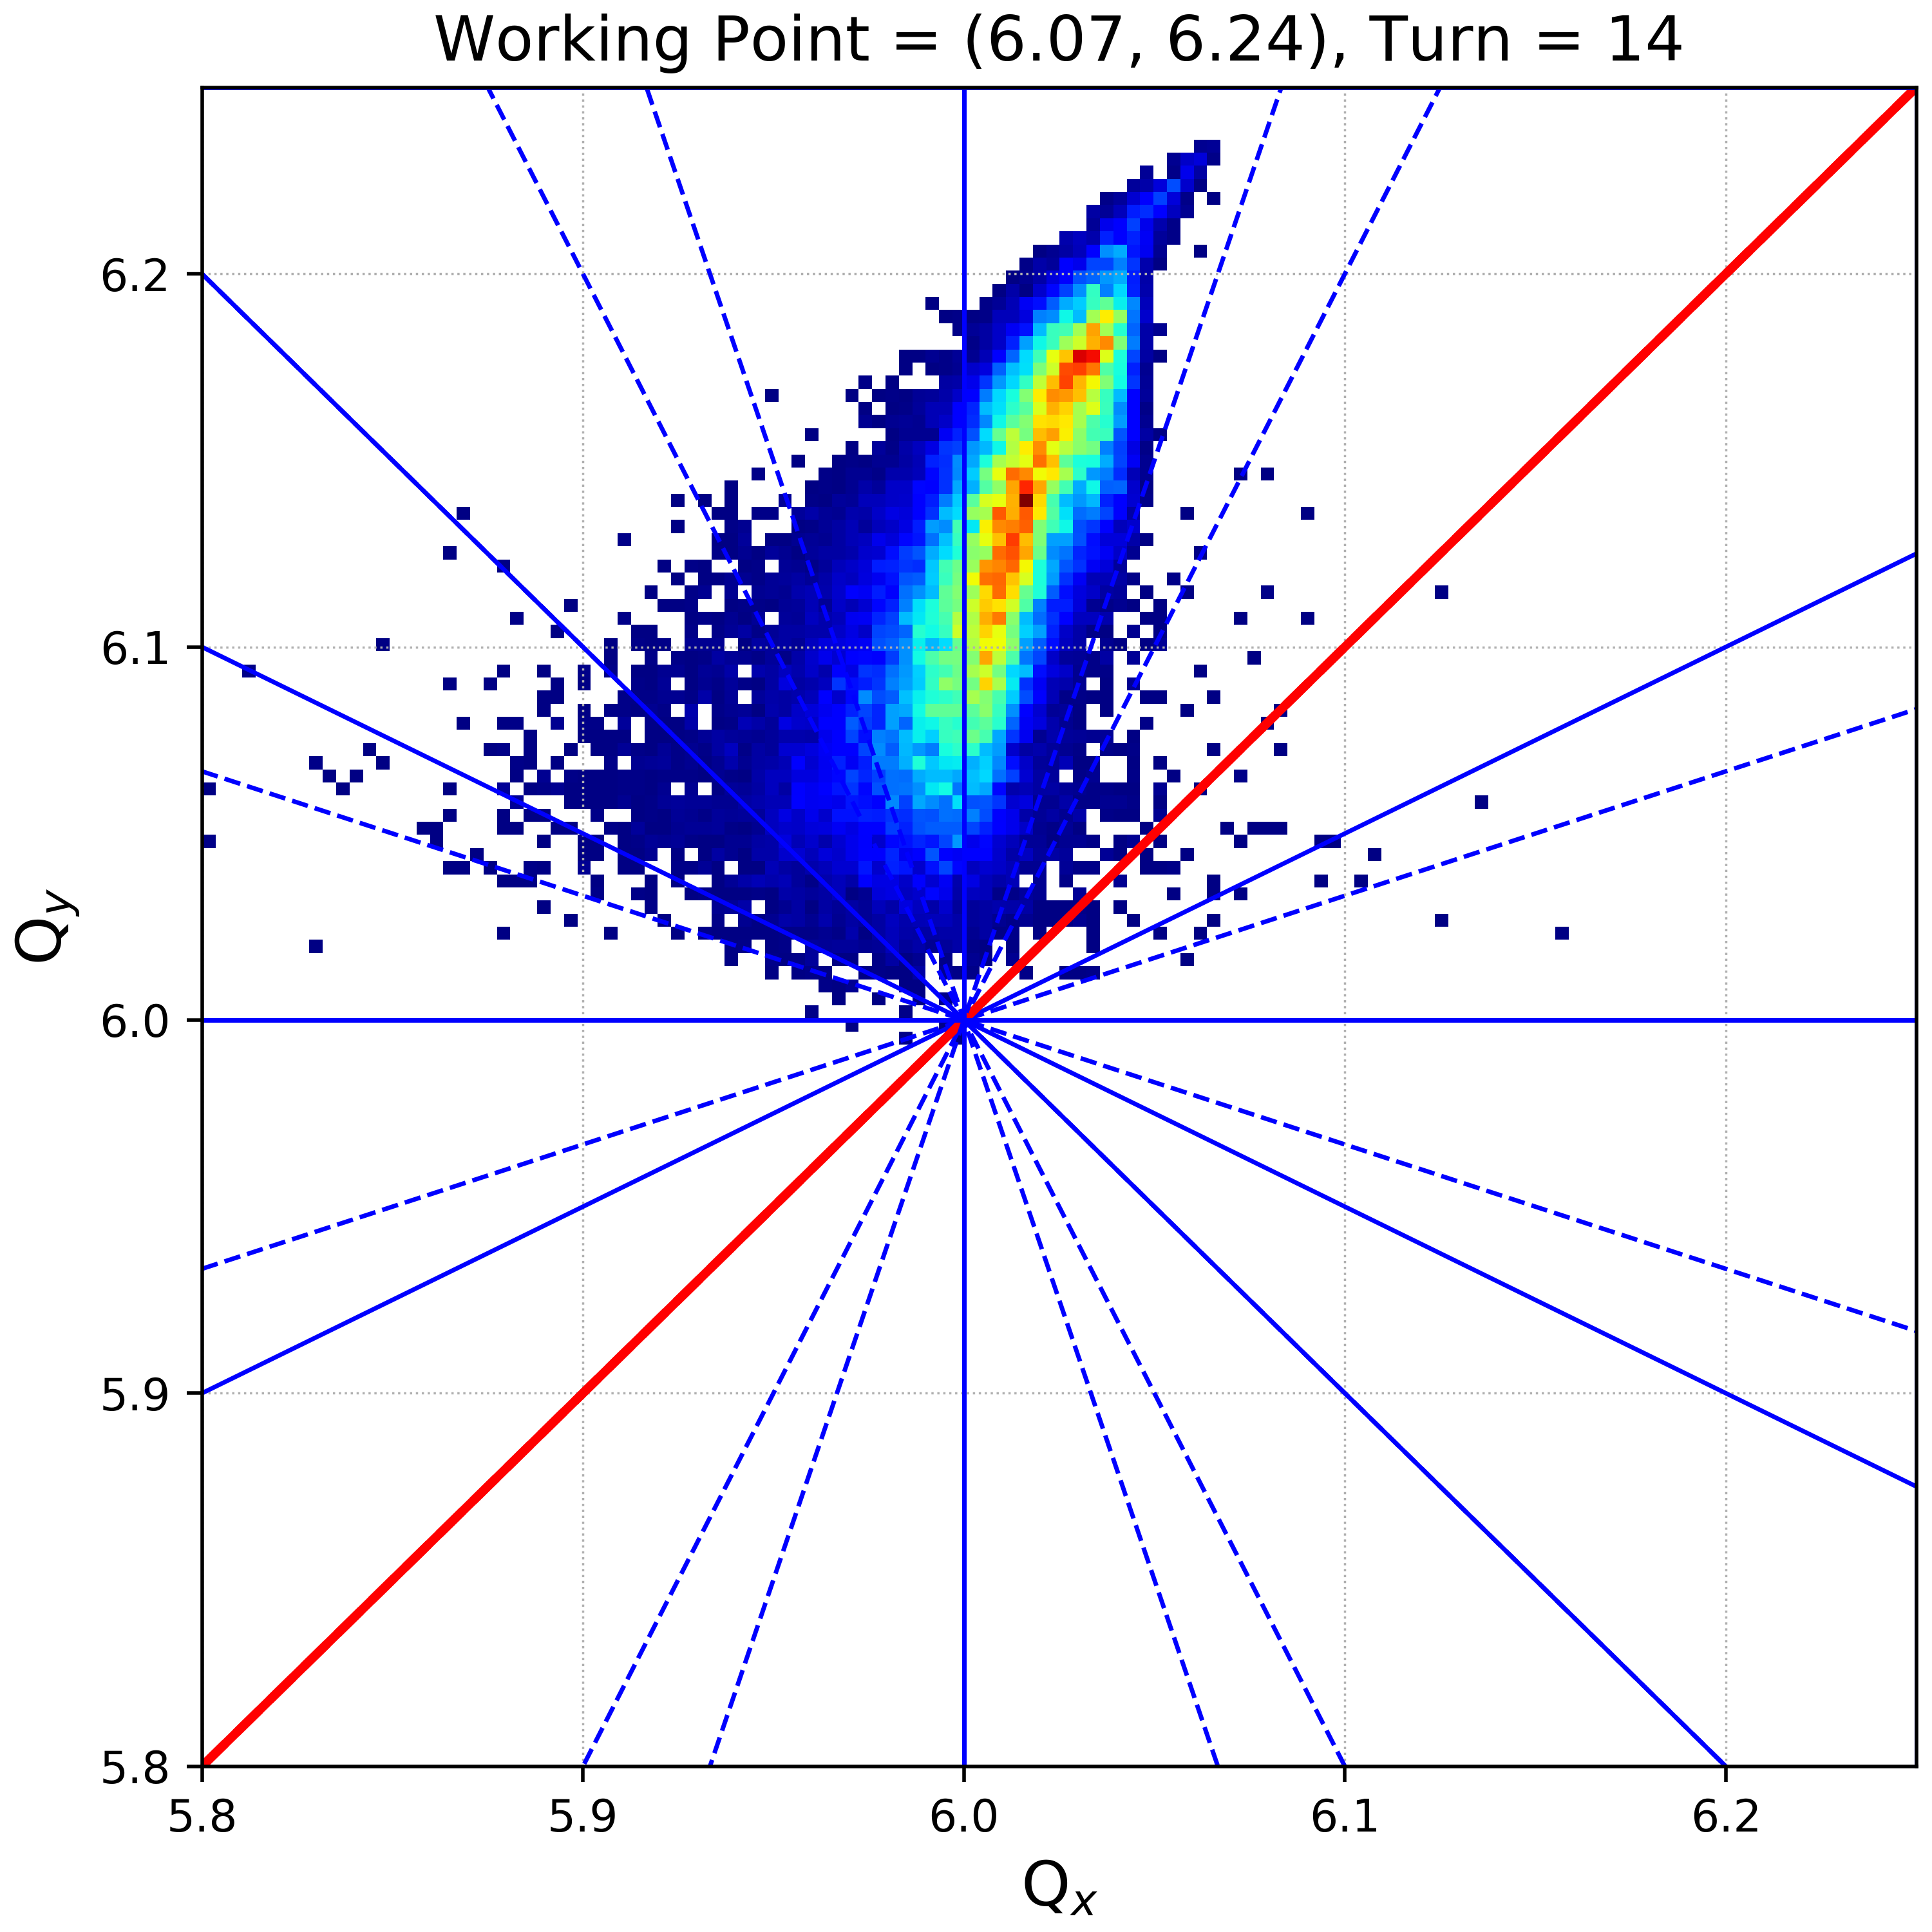 Working Point = (6.07, 6.24), Turn = 14
6.2
6.1
6.0
5.9
5.8
Qy
5.8 5.9 6.0 6.1 6.2
Qx